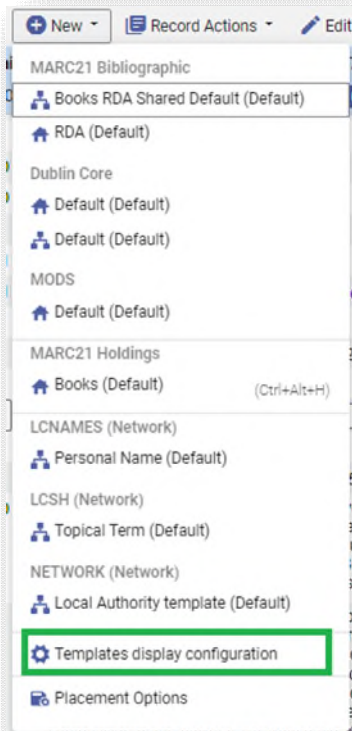 New
Record Actions
Edit
MARC21 Bibliographic
Books RDA Shared Default (Default)
RDA (Default)
Dublin Core
Default (Default)
Default (Default)
MODS
Default (Default)
MARC21 Holdings
Books (Default) (Ctrl+Alt+H)
LCNAMES (Network)
Personal Name (Default)
LCSH (Network)
Topical Term (Default)
NETWORK (Network)
Local Authority template (Default)
Templates display configuration
Placement Options